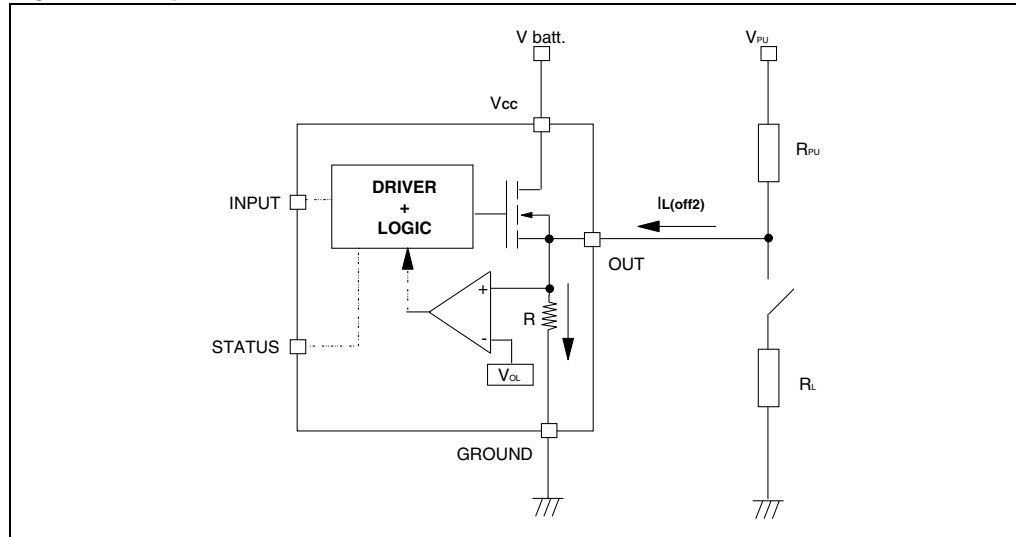 V batt.
VPU
Vcc
RPU
DRIVER
+
LOGIC
INPUT
IL(off2)
OUT
+
R
-
STATUS
VOL
RL
GROUND